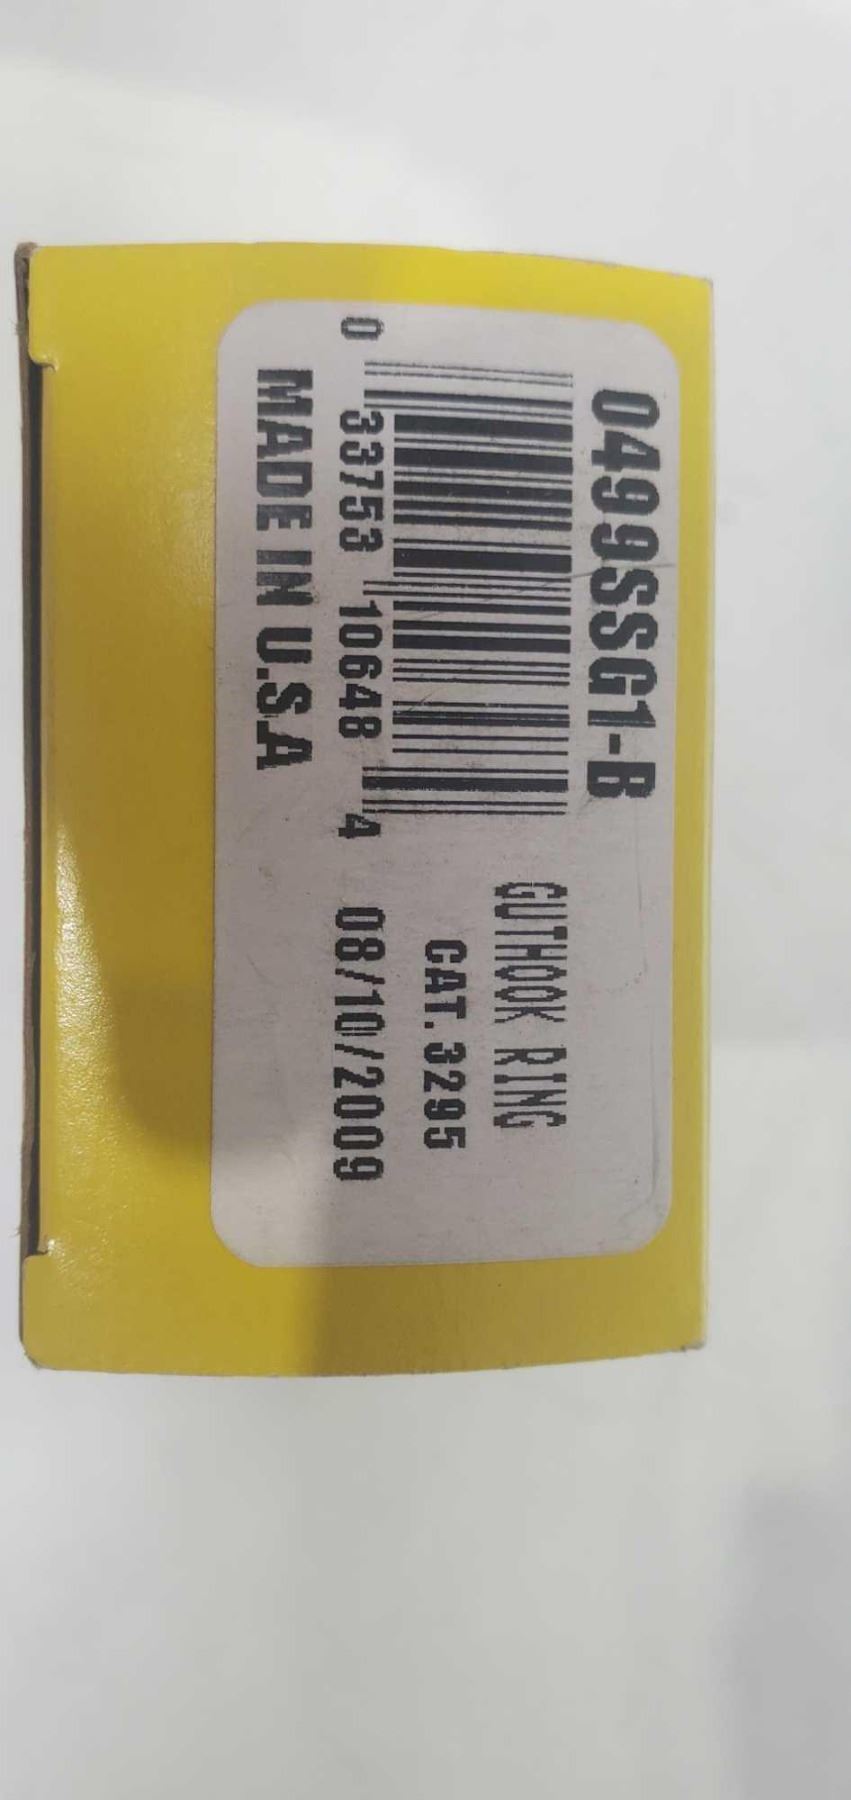 0499SSG1-B
GUTHOOK RING
CAT. 3295
0 33753 10648 4
08/10/2009
MADE IN U.S.A